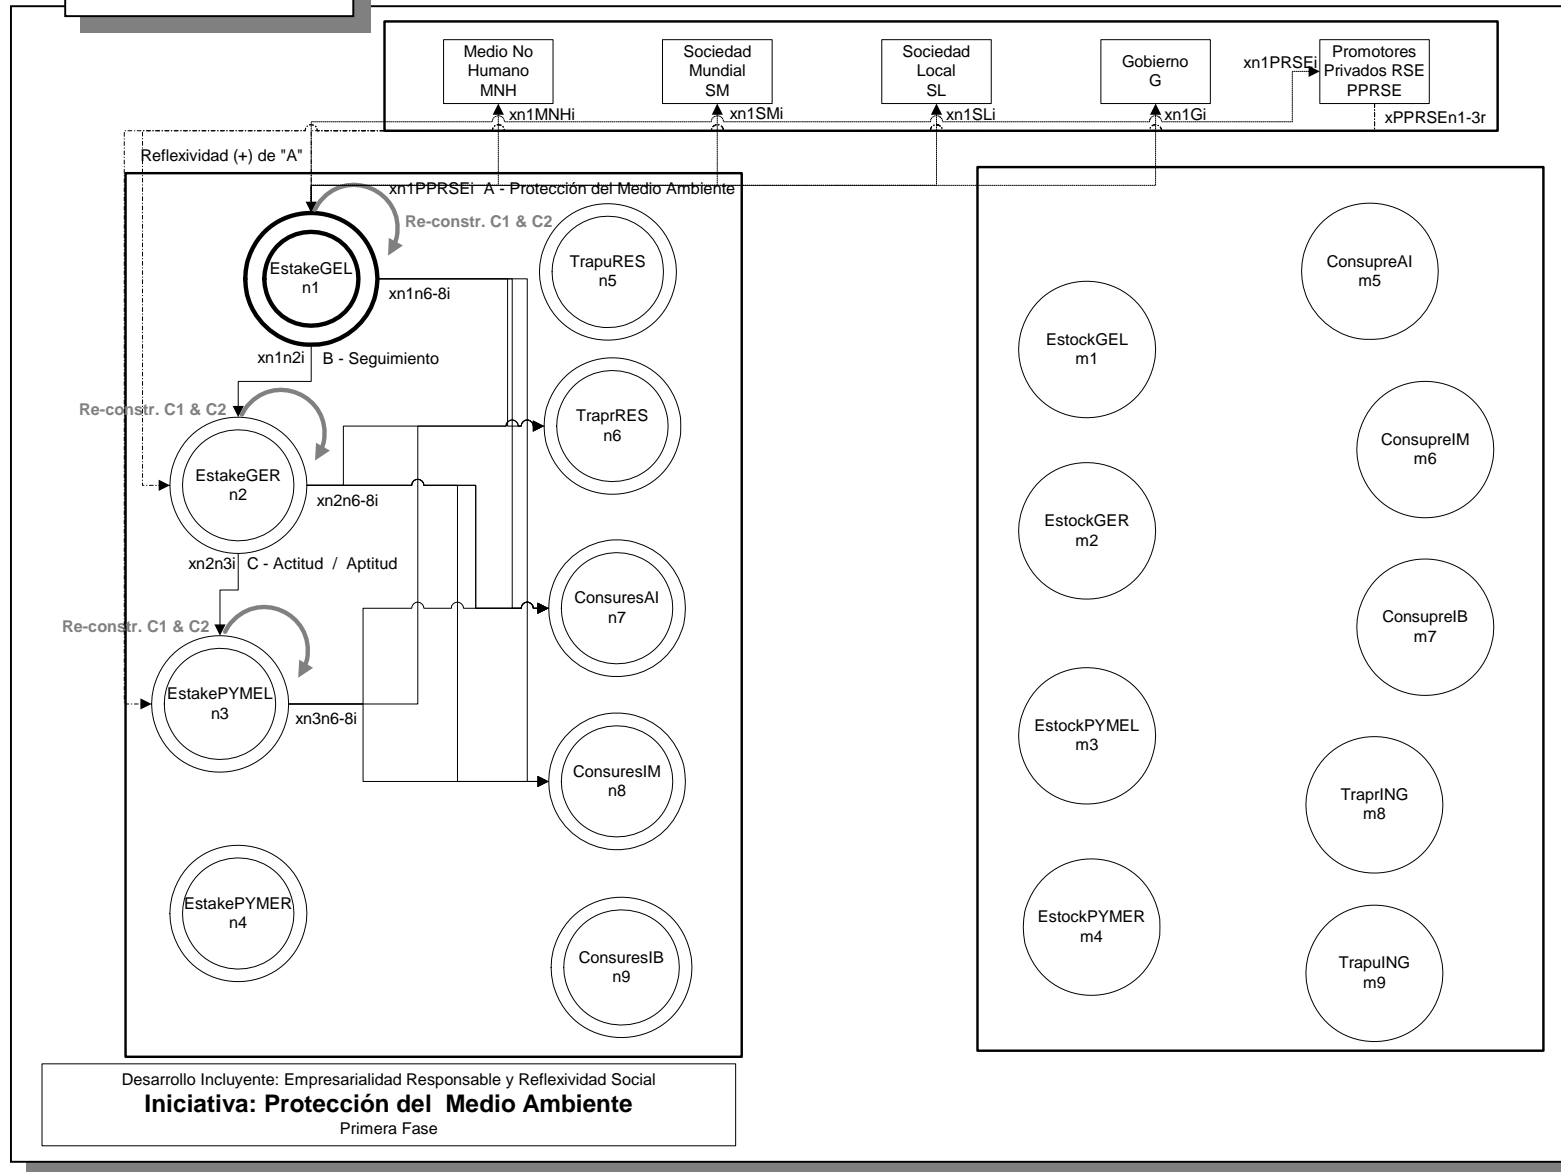 Medio No
Humano
MNH
Sociedad
Mundial
SM
Sociedad
Local
SL
Gobierno
G
Promotores
Privados RSE
PPRSE
xn1PRSEi
xn1MNHi
xn1SMi
xn1SLi
xn1Gi
xPPRSEn1-3r
Reflexividad (+) de "A"
xn1PPRSEi A - Protección del Medio Ambiente
Re-constr. C1 & C2
EstakeGEL
n1
xn1n6-8i
TrapuRES
n5
xn1n2i
B - Seguimiento
Re-constr. C1 & C2
TraprRES
n6
EstakeGER
n2
xn2n6-8i
xn2n3i
C - Actitud / Aptitud
ConsuresAI
n7
Re-constr. C1 & C2
EstakePYMEL
n3
xn3n6-8i
ConsuresIM
n8
EstakePYMER
n4
ConsuresIB
n9
ConsupreAI
m5
EstockGEL
m1
ConsupreIM
m6
EstockGER
m2
ConsupreIB
m7
EstockPYMEL
m3
TraprING
m8
EstockPYMER
m4
TrapuING
m9
Desarrollo Incluyente: Empresarialidad Responsable y Reflexividad Social
Iniciativa: Protección del Medio Ambiente
Primera Fase